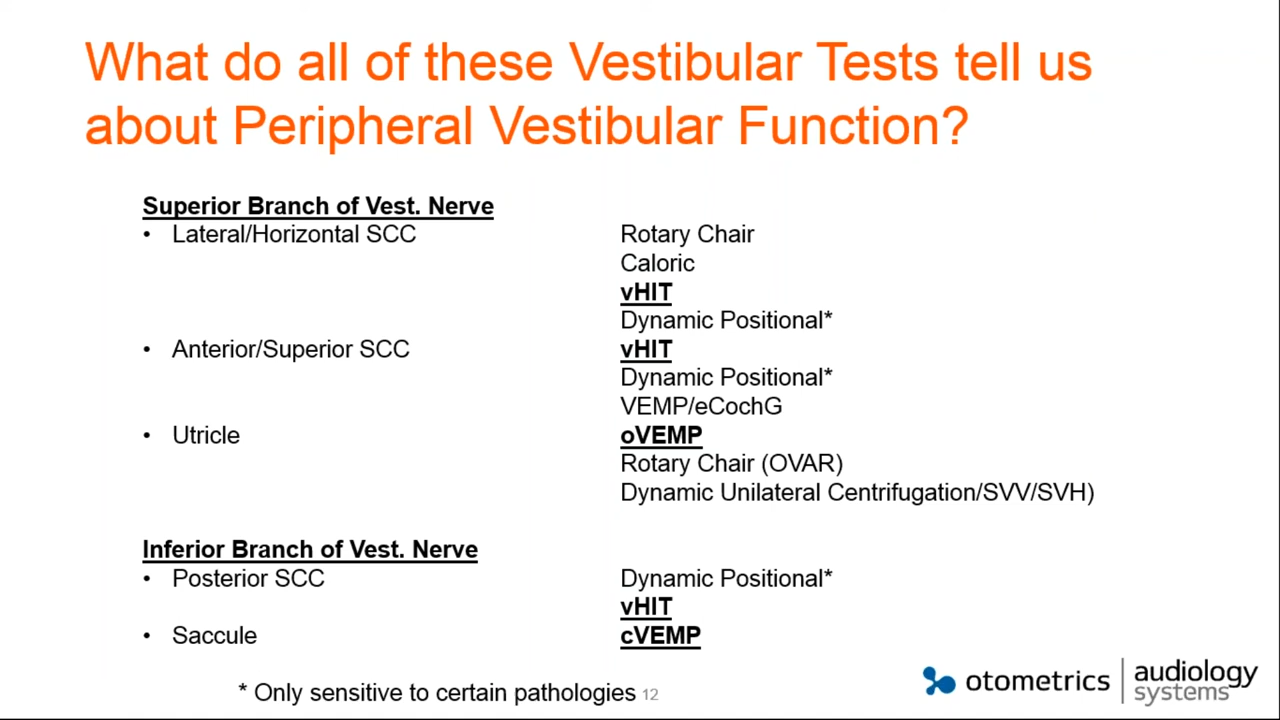 What do all of these Vestibular Tests tell us
about Peripheral Vestibular Function?
Superior Branch of Vest. Nerve
• Lateral/Horizontal SCC
Rotary Chair
Caloric
vHIT
Dynamic Positional*
• Anterior/Superior SCC
vHIT
Dynamic Positional*
VEMP/eCochG
• Utricle
oVEMP
Rotary Chair (OVAR)
Dynamic Unilateral Centrifugation/SVV/SVH)
Inferior Branch of Vest. Nerve
• Posterior SCC
Dynamic Positional*
vHIT
• Saccule
cVEMP
* Only sensitive to certain pathologies 12
otometrics
audiology
systems